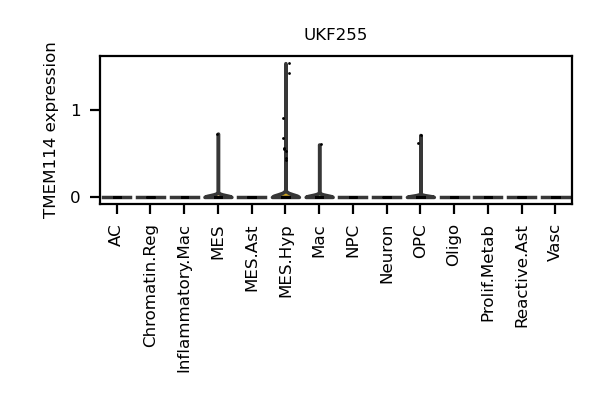 UKF255
TMEM114 expression
1
0
AC
Chromatin.Reg
Inflammatory.Mac
MES
MES.Ast
MES.Hyp
Mac
NPC
Neuron
OPC
Oligo
Prolif.Metab
Reactive.Ast
Vasc